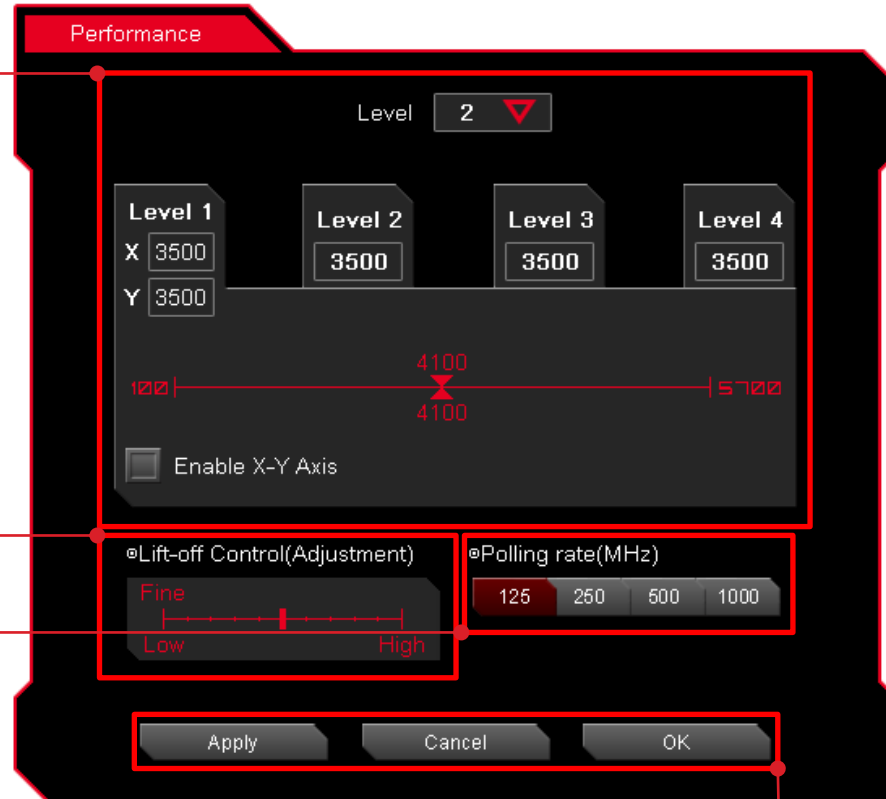 Performance
Level 2
Level 1
X 3500
Y 3500
Level 2
3500
Level 3
3500
Level 4
3500
4100
100 5700
4100
Enable X-Y Axis
Lift-off Control(Adjustment)
Fine
Low High
Polling rate(MHz)
125 250 500 1000
Apply Cancel OK